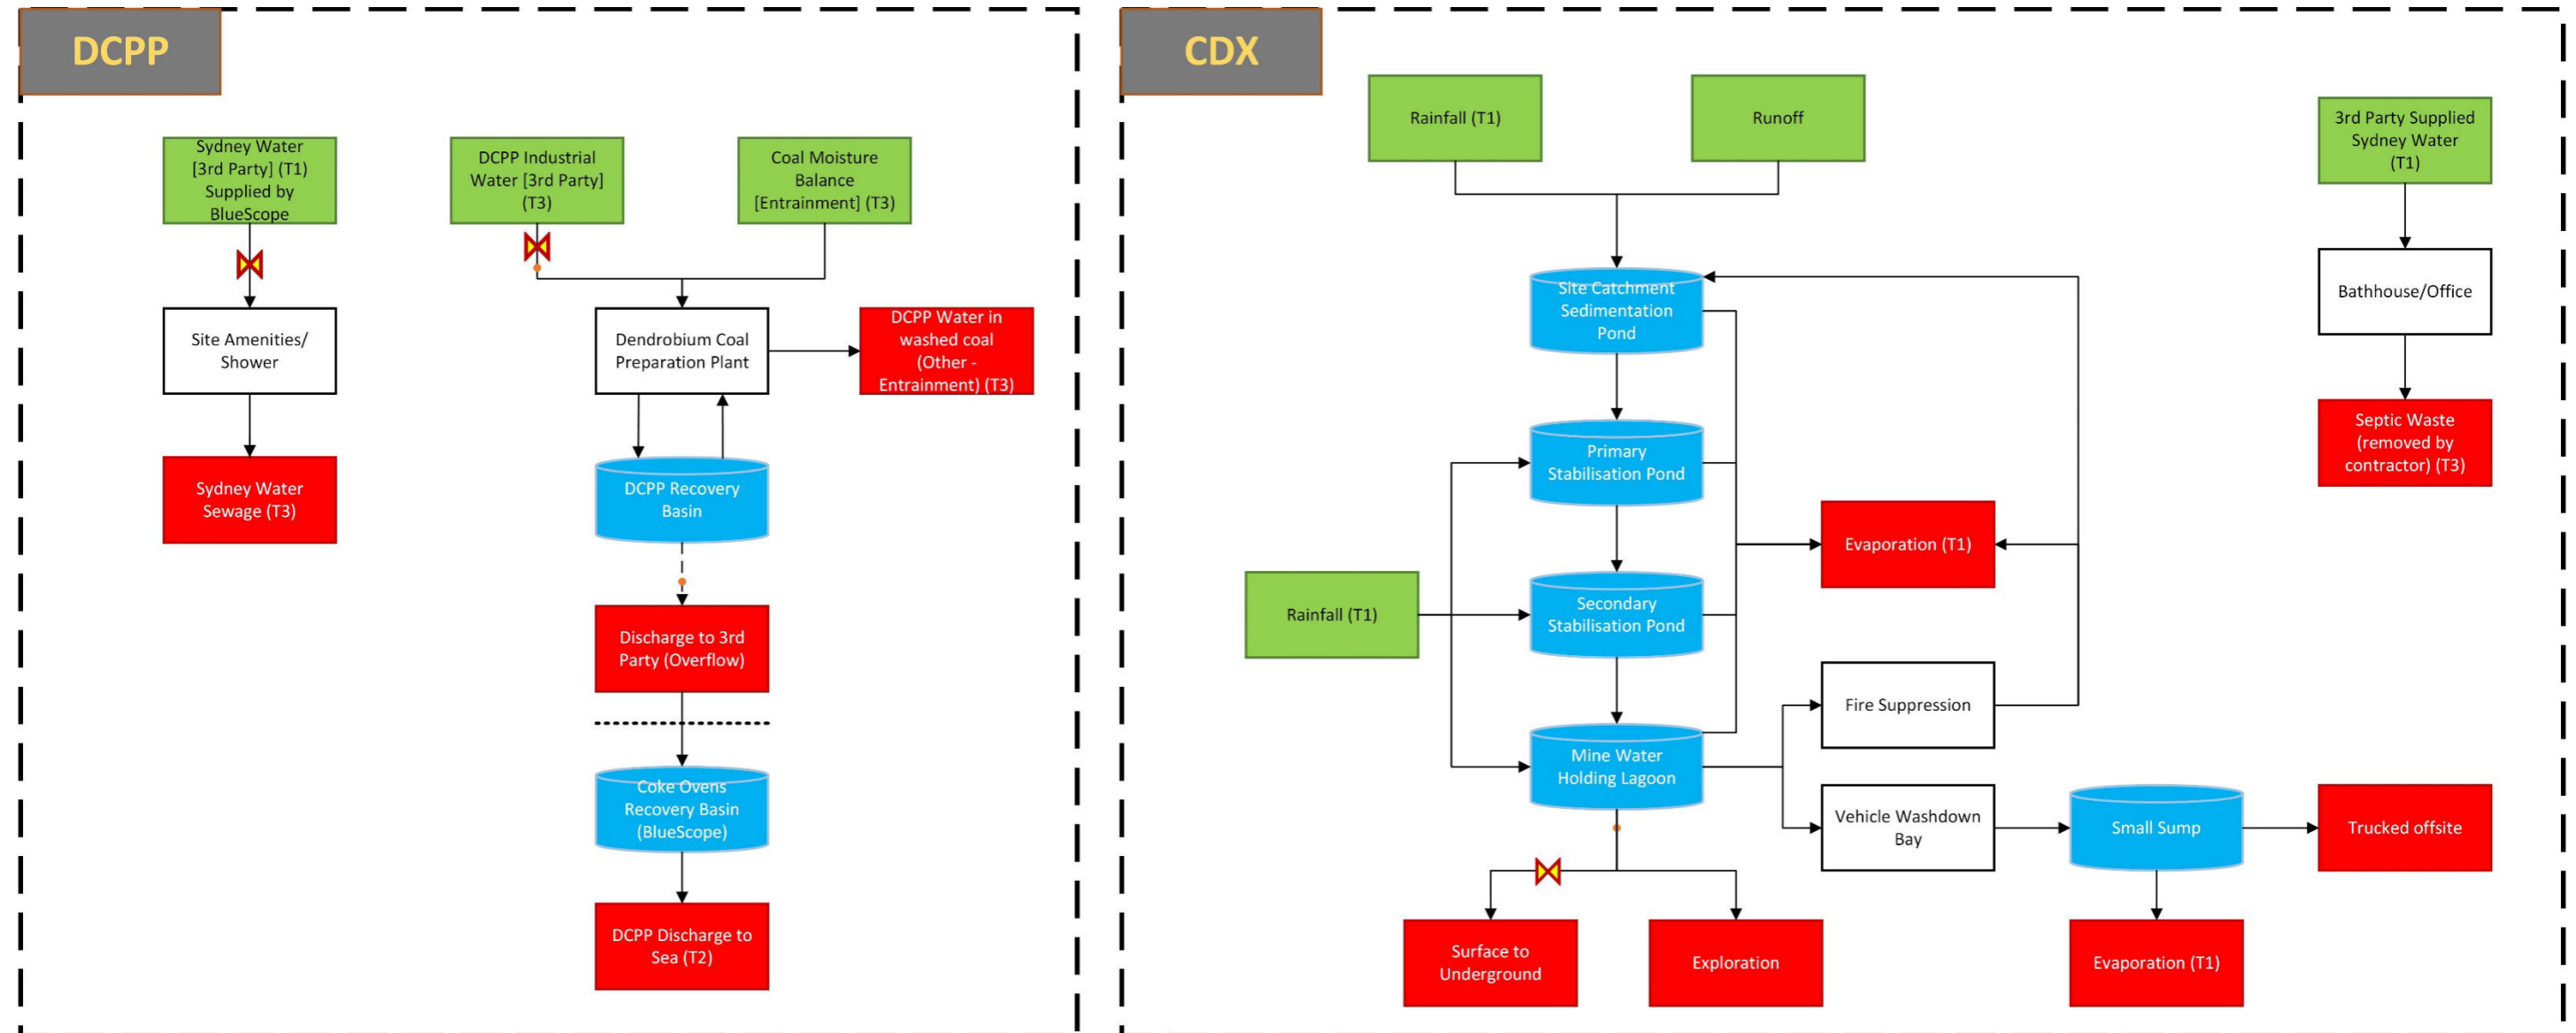 DCPP
Sydney Water
[3rd Party] (T1)
Supplied by
BlueScope
DCPP Industrial
Water [3rd Party]
(T3)
Coal Moisture
Balance
[Entrainment] (T3)
Site Amenities/
Shower
Dendrobium Coal
Preparation Plant
DCPP Water in
washed coal
(Other -
Entrainment) (T3)
Sydney Water
Sewage (T3)
DCPP Recovery
Basin
Discharge to 3rd
Party (Overflow)
Coke Ovens
Recovery Basin
(BlueScope)
DCPP Discharge to
Sea (T2)
CDX
Rainfall (T1)
Runoff
3rd Party Supplied
Sydney Water
(T1)
Site Catchment
Sedimentation
Pond
Bathhouse/Office
Primary
Stabilisation Pond
Septic Waste
(removed by
contractor) (T3)
Evaporation (T1)
Rainfall (T1)
Secondary
Stabilisation Pond
Fire Suppression
Mine Water
Holding Lagoon
Vehicle Washdown
Bay
Small Sump
Trucked offsite
Surface to
Underground
Exploration
Evaporation (T1)